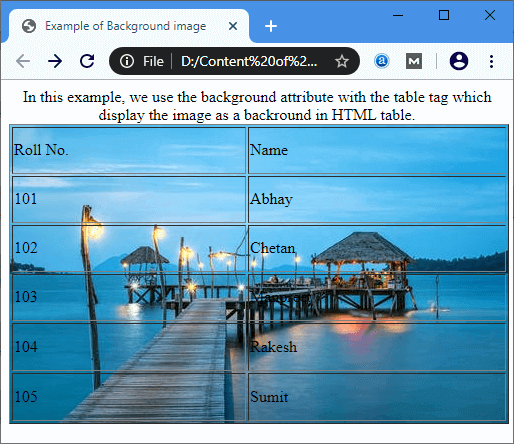 Example of Background image
File
D:/Content%20of%2...
In this example, we use the background attribute with the table tag which
display the image as a backround in HTML table.
Roll No. Name
101 Abhay
102 Chetan
103
104 Rakesh
105 Sumit